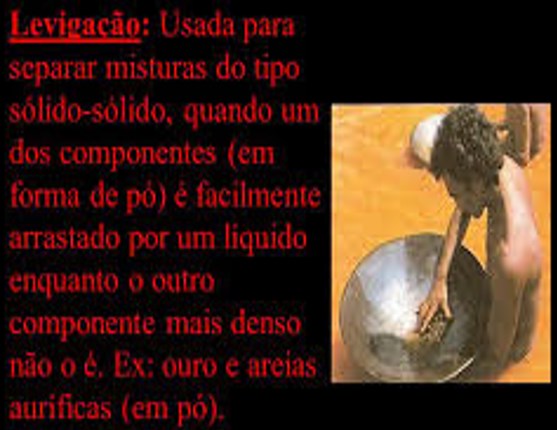 Levigação: Usada para
separar misturas do tipo
sólido-sólido, quando um
dos componentes (em
forma de pó) é facilmente
arrastado por um liquido
enquanto o outro
componente mais denso
não o é. Ex: ouro e areias
auríficas (em pó).